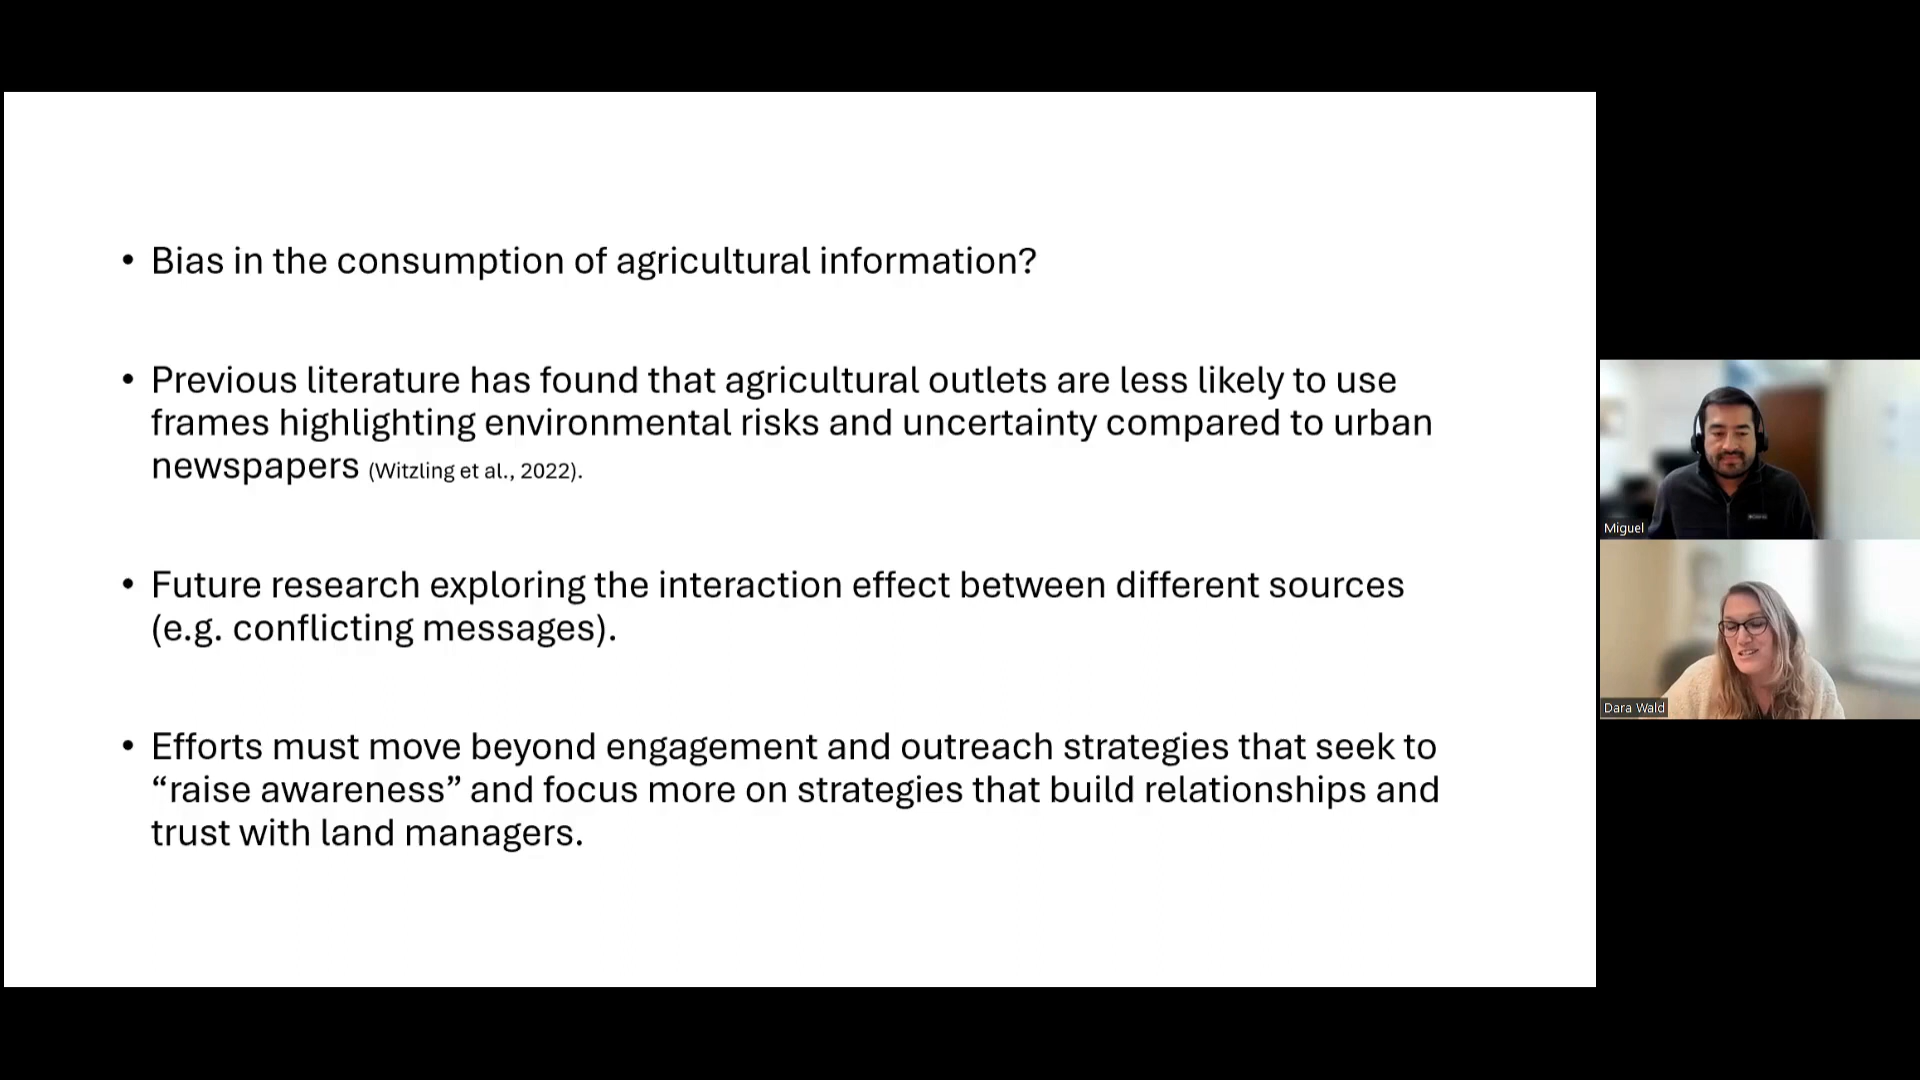 • Bias in the consumption of agricultural information?
• Previous literature has found that agricultural outlets are less likely to use
frames highlighting environmental risks and uncertainty compared to urban
newspapers (Witzling et al., 2022).
• Future research exploring the interaction effect between different sources
(e.g. conflicting messages).
• Efforts must move beyond engagement and outreach strategies that seek to
“raise awareness” and focus more on strategies that build relationships and
trust with land managers.
Miguel
Dara Wald